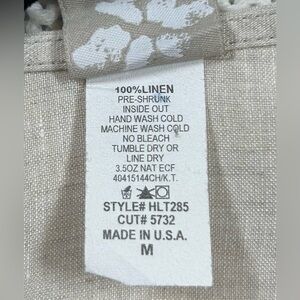 100%LINEN
PRE-SHRUNK
INSIDE OUT
HAND WASH COLD
MACHINE WASH COLD
NO BLEACH
TUMBLE DRY OR
LINE DRY
3.5OZ NAT ECF
40415144CH/K.T.
STYLE# HLT285
CUT# 5732
MADE IN U.S.A.
M